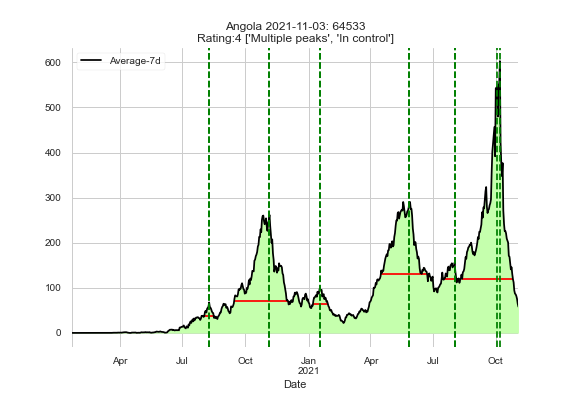 Angola 2021-11-03: 64533
Rating:4 ['Multiple peaks', 'In control']
Average-7d
600
500
400
300
200
100
0
Apr
Jul
Oct
Jan
2021
Apr
Jul
Oct
Date